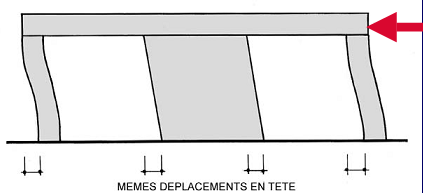 MEMES DEPLACEMENTS EN TETE